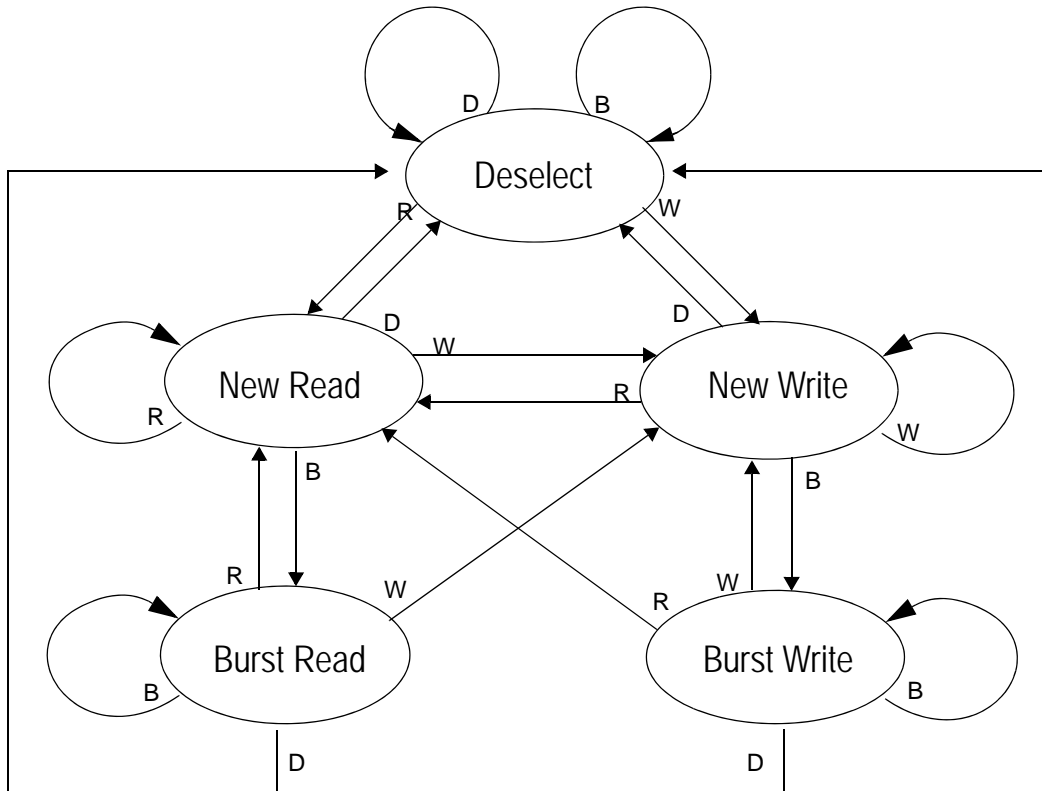 D B
Deselect
R W
D D
W
New Read New Write
R
R W
B B
R W R W
Burst Read Burst Write
B B
D D